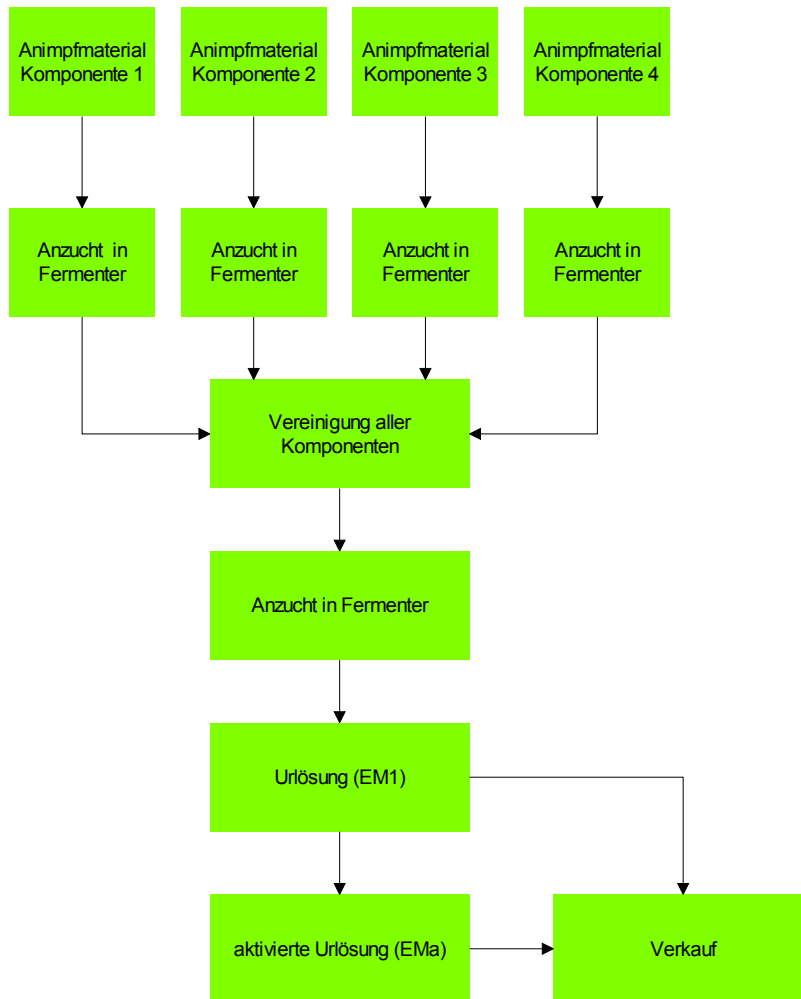 Animpfmaterial
Komponente 1
Animpfmaterial
Komponente 2
Animpfmaterial
Komponente 3
Animpfmaterial
Komponente 4
Anzucht in
Fermenter
Anzucht in
Fermenter
Anzucht in
Fermenter
Anzucht in
Fermenter
Vereinigung aller
Komponenten
Anzucht in Fermenter
Urlösung (EM1)
aktivierte Urlösung (EMa)
Verkauf